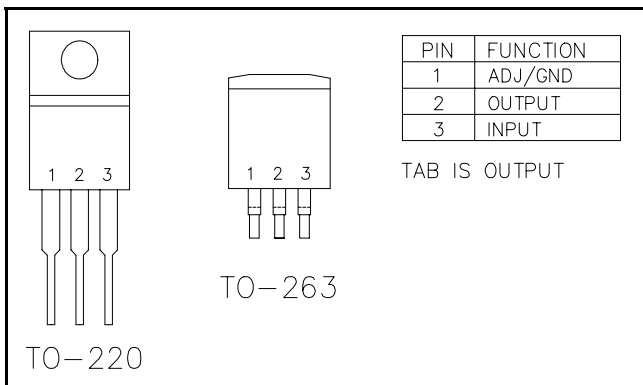 1 2 3
TO-220
1 2 3
TO-263
PIN FUNCTION
1 ADJ/GND
2 OUTPUT
3 INPUT
TAB IS OUTPUT